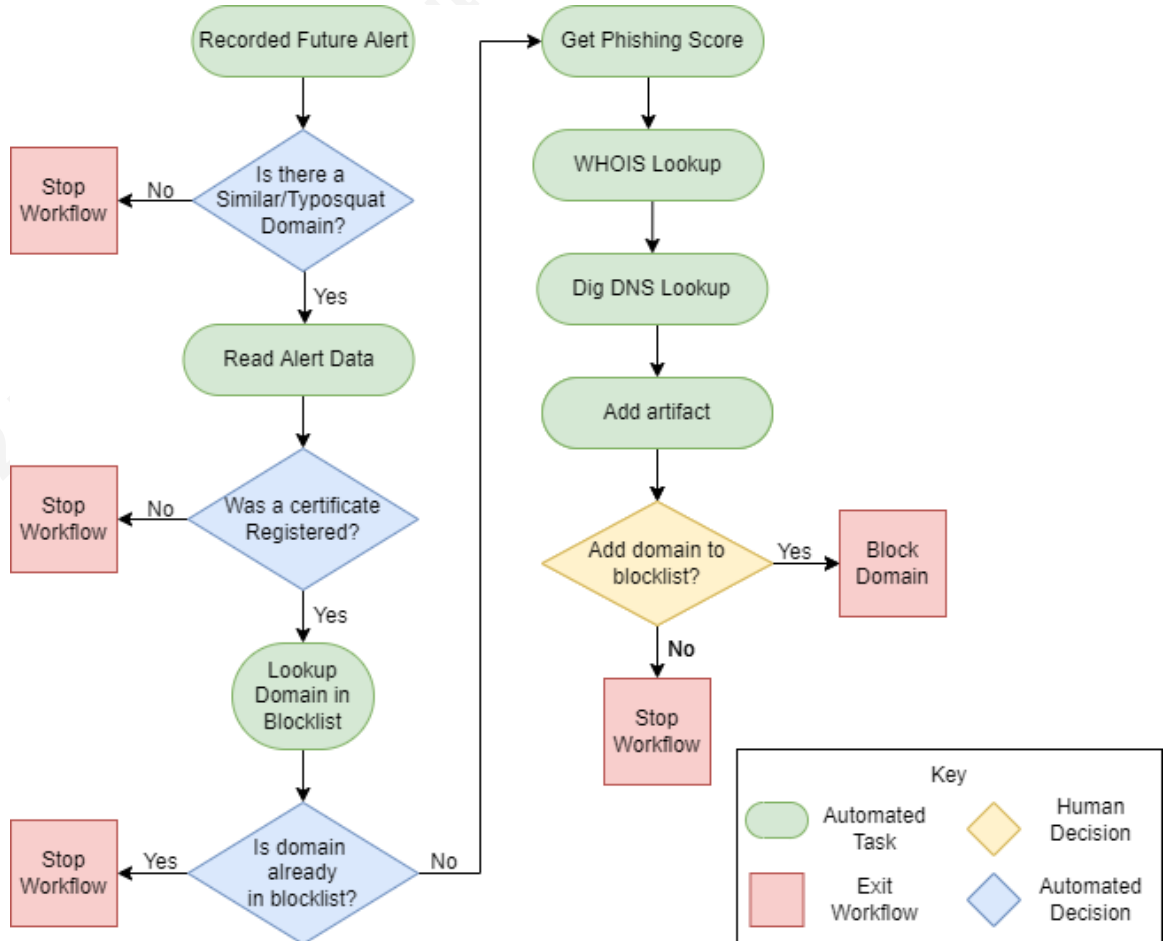 Recorded Future Alert
Is there a
Similar/Typosquat
Domain?
No
Stop
Workflow
Yes
Read Alert Data
Was a certificate
Registered?
No
Stop
Workflow
Yes
Lookup
Domain in
Blocklist
Is domain
already
in blocklist?
Yes
Stop
Workflow
No
Get Phishing Score
WHOIS Lookup
Dig DNS Lookup
Add artifact
Add domain to
blocklist?
Yes
Block
Domain
No
Stop
Workflow
Key
Automated
Task
Human
Decision
Exit
Workflow
Automated
Decision